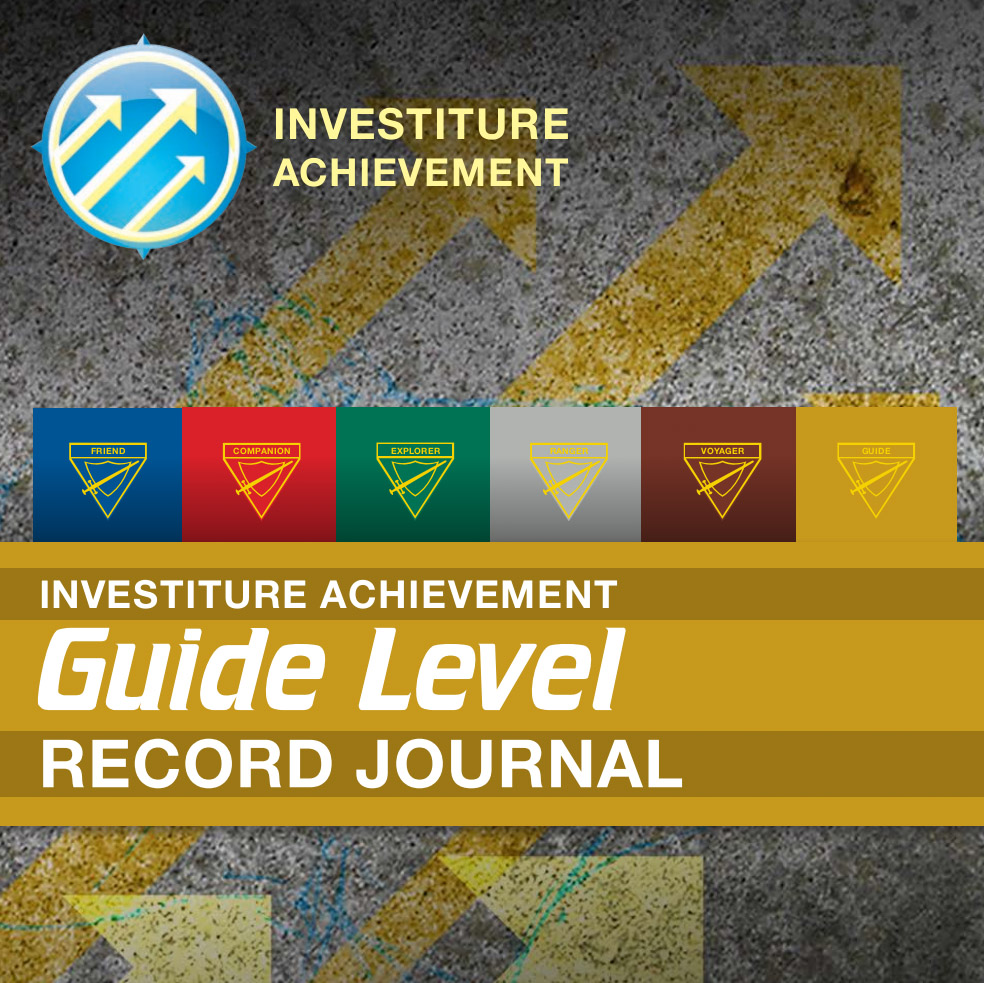 INVESTITURE
ACHIEVEMENT
FRIEND
COMPANION
EXPLORER
RANGER
VOYAGER
GUIDE
INVESTITURE ACHIEVEMENT
Guide Level
RECORD JOURNAL